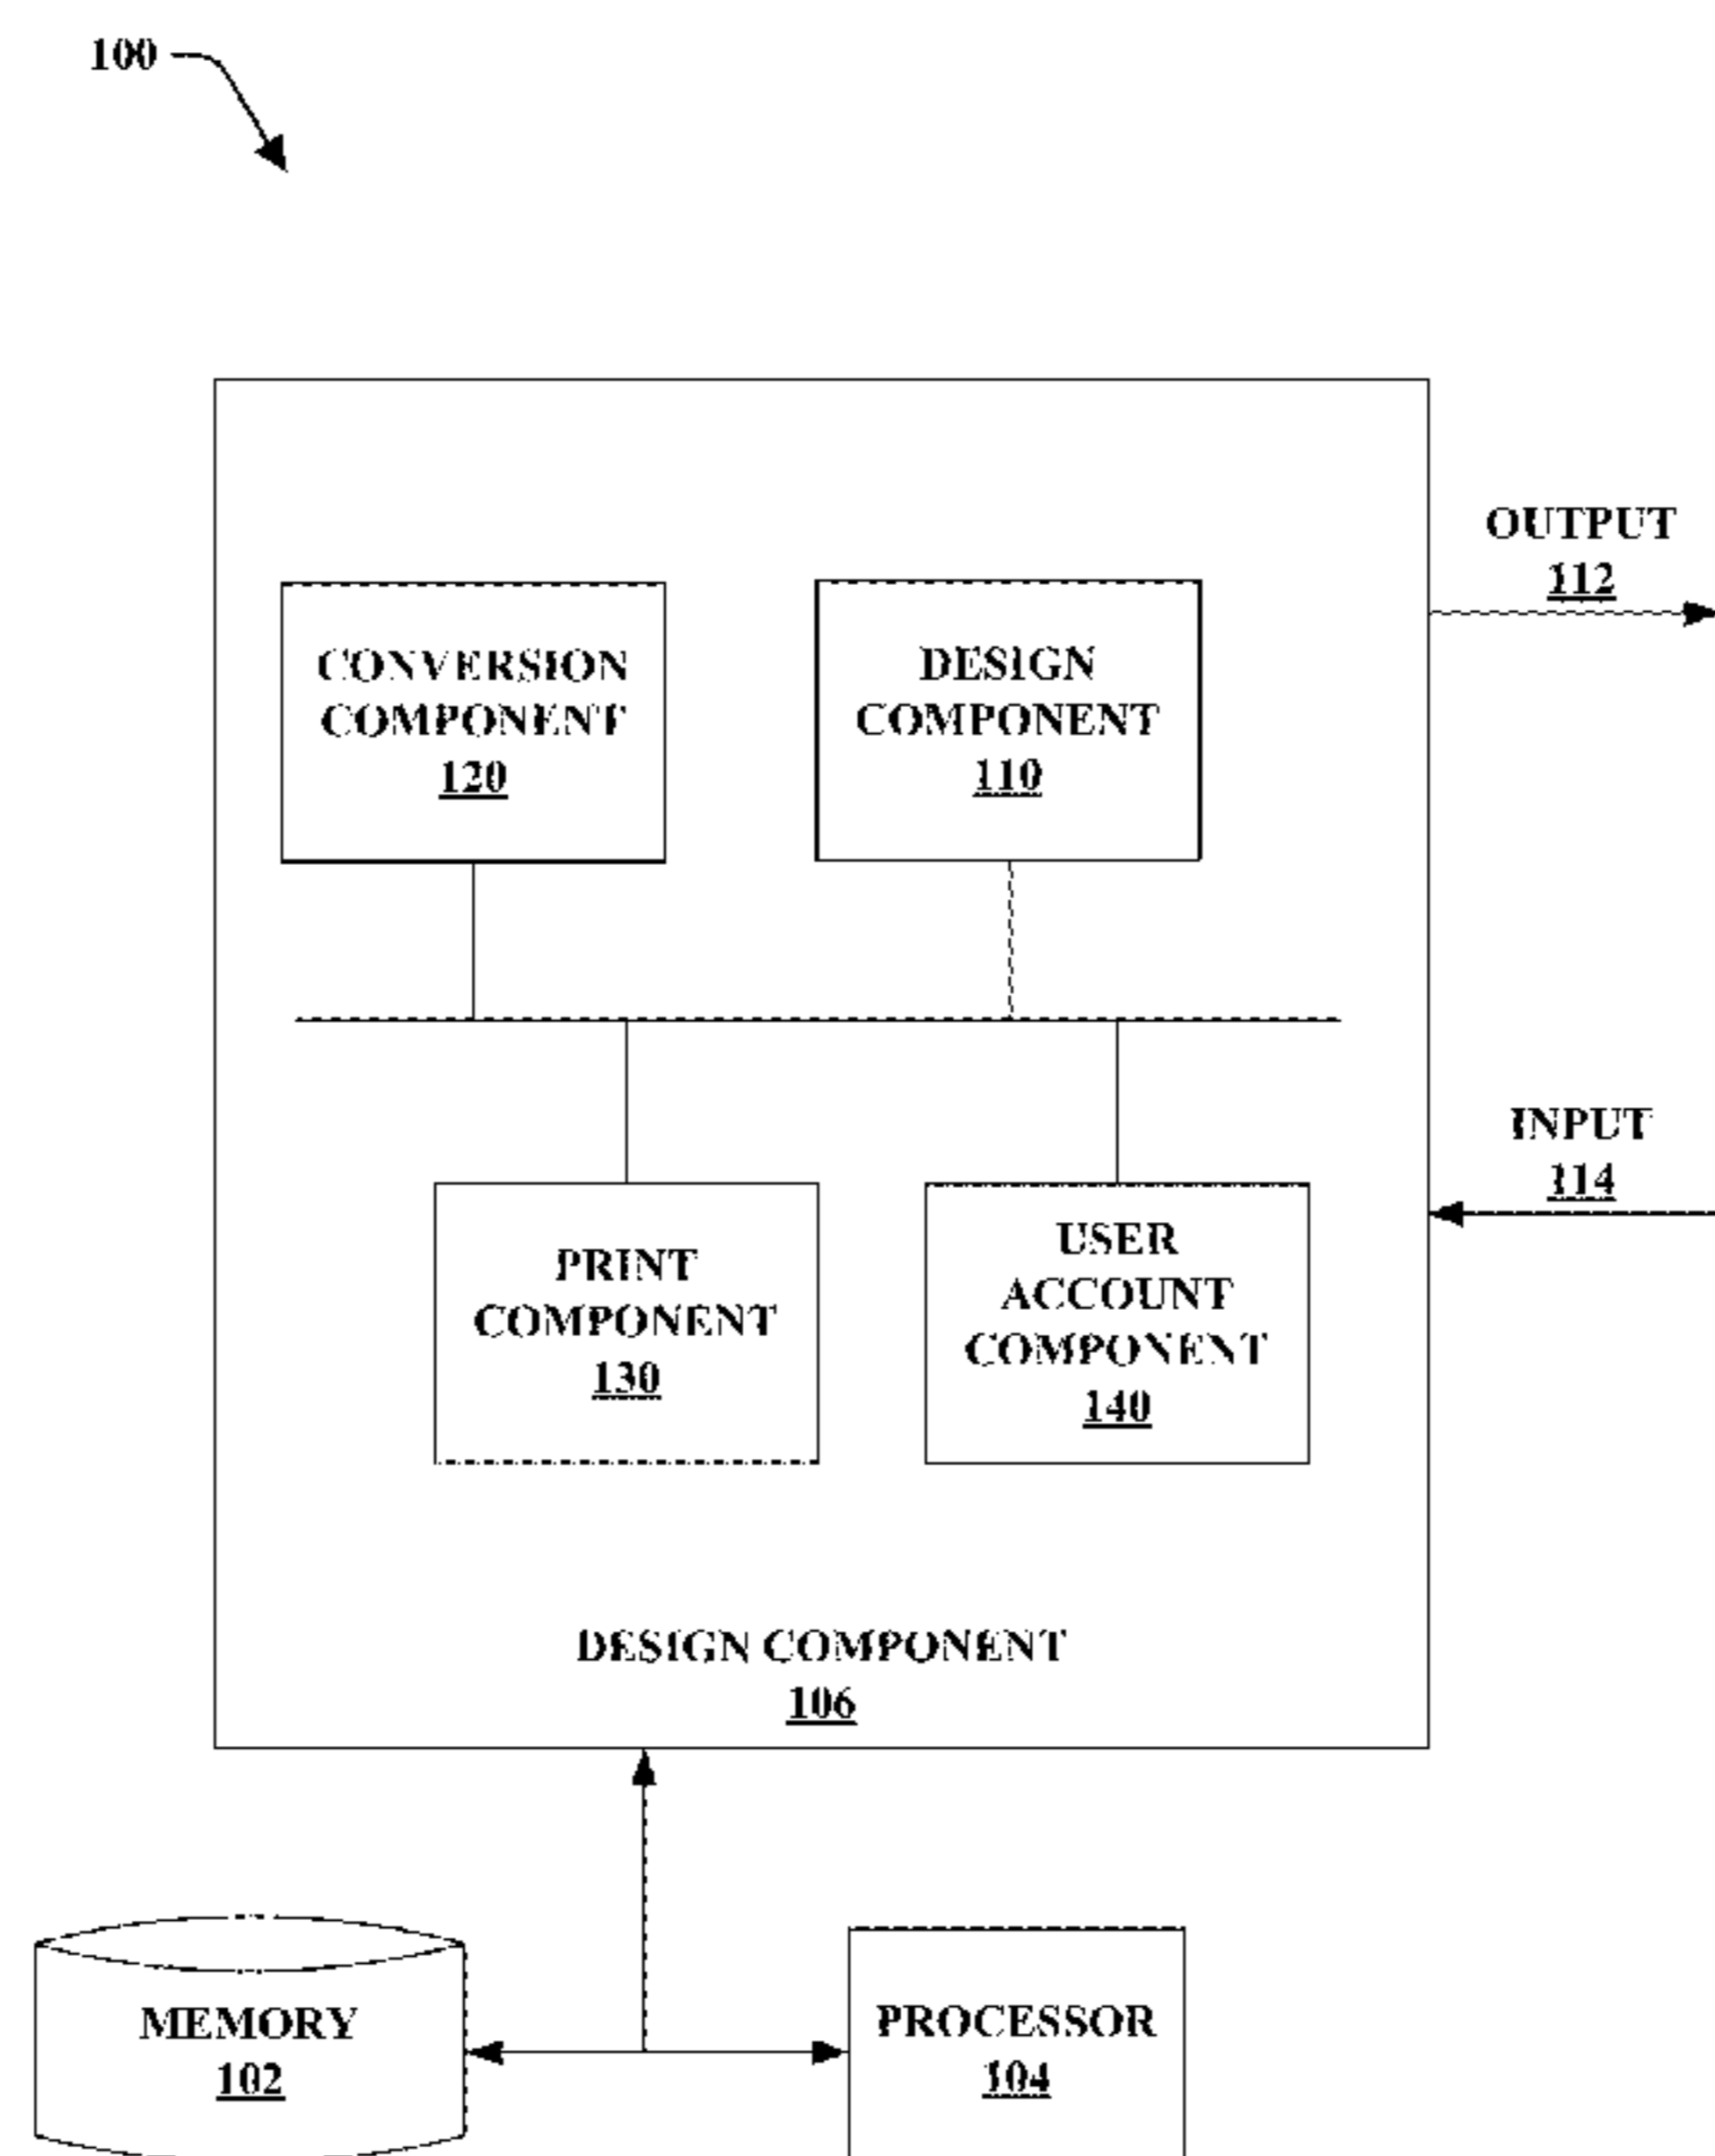 100
OUTPUT
112
CONVERSION
COMPONENT
120
DESIGN
COMPONENT
110
INPUT
114
PRINT
COMPONENT
130
USER
ACCOUNT
COMPONENT
140
DESIGN COMPONENT
106
MEMORY
102
PROCESSOR
104